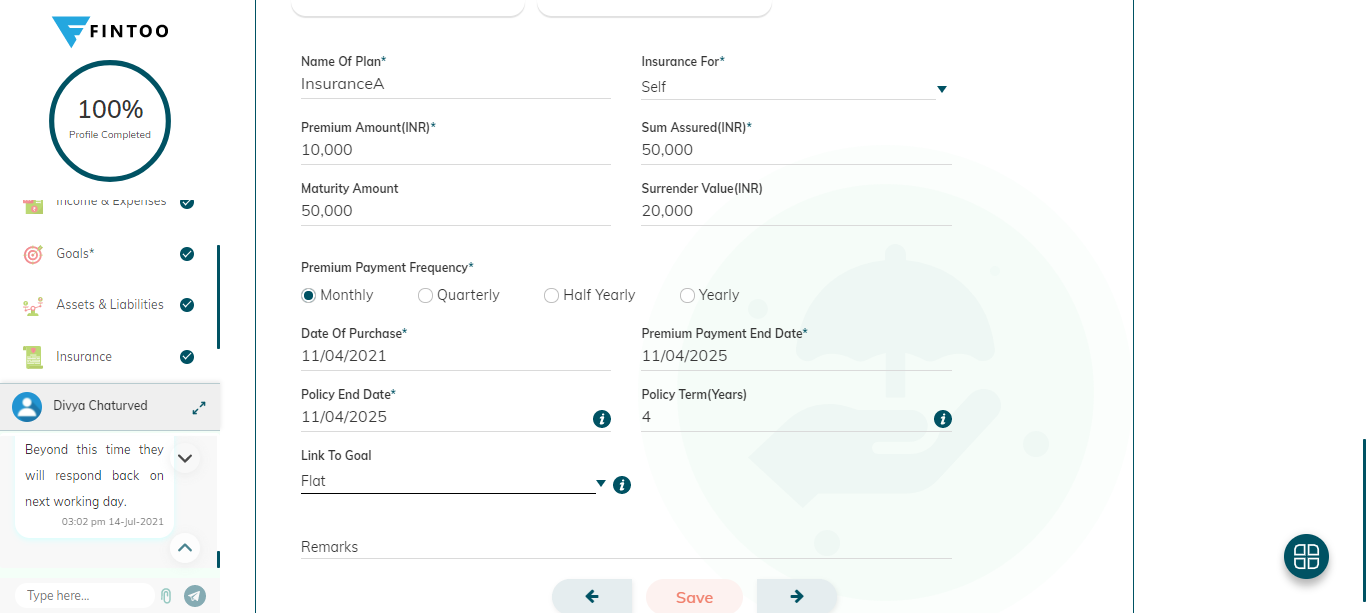 FINTOO
100%
Profile Completed
Income & Expenses
Goals*
Assets & Liabilities
Insurance
Divya Chaturved
Beyond this time they
will respond back on
next working day.
03:02 pm 14-Jul-2021
Type here...
Name Of Plan*
InsuranceA
Insurance For*
Self
Premium Amount(INR)*
10,000
Sum Assured(INR)*
50,000
Maturity Amount
50,000
Surrender Value(INR)
20,000
Premium Payment Frequency*
Monthly Quarterly Half Yearly Yearly
Date Of Purchase*
11/04/2021
Premium Payment End Date*
11/04/2025
Policy End Date*
11/04/2025
Policy Term(Years)
4
Link To Goal
Flat
Remarks
Save